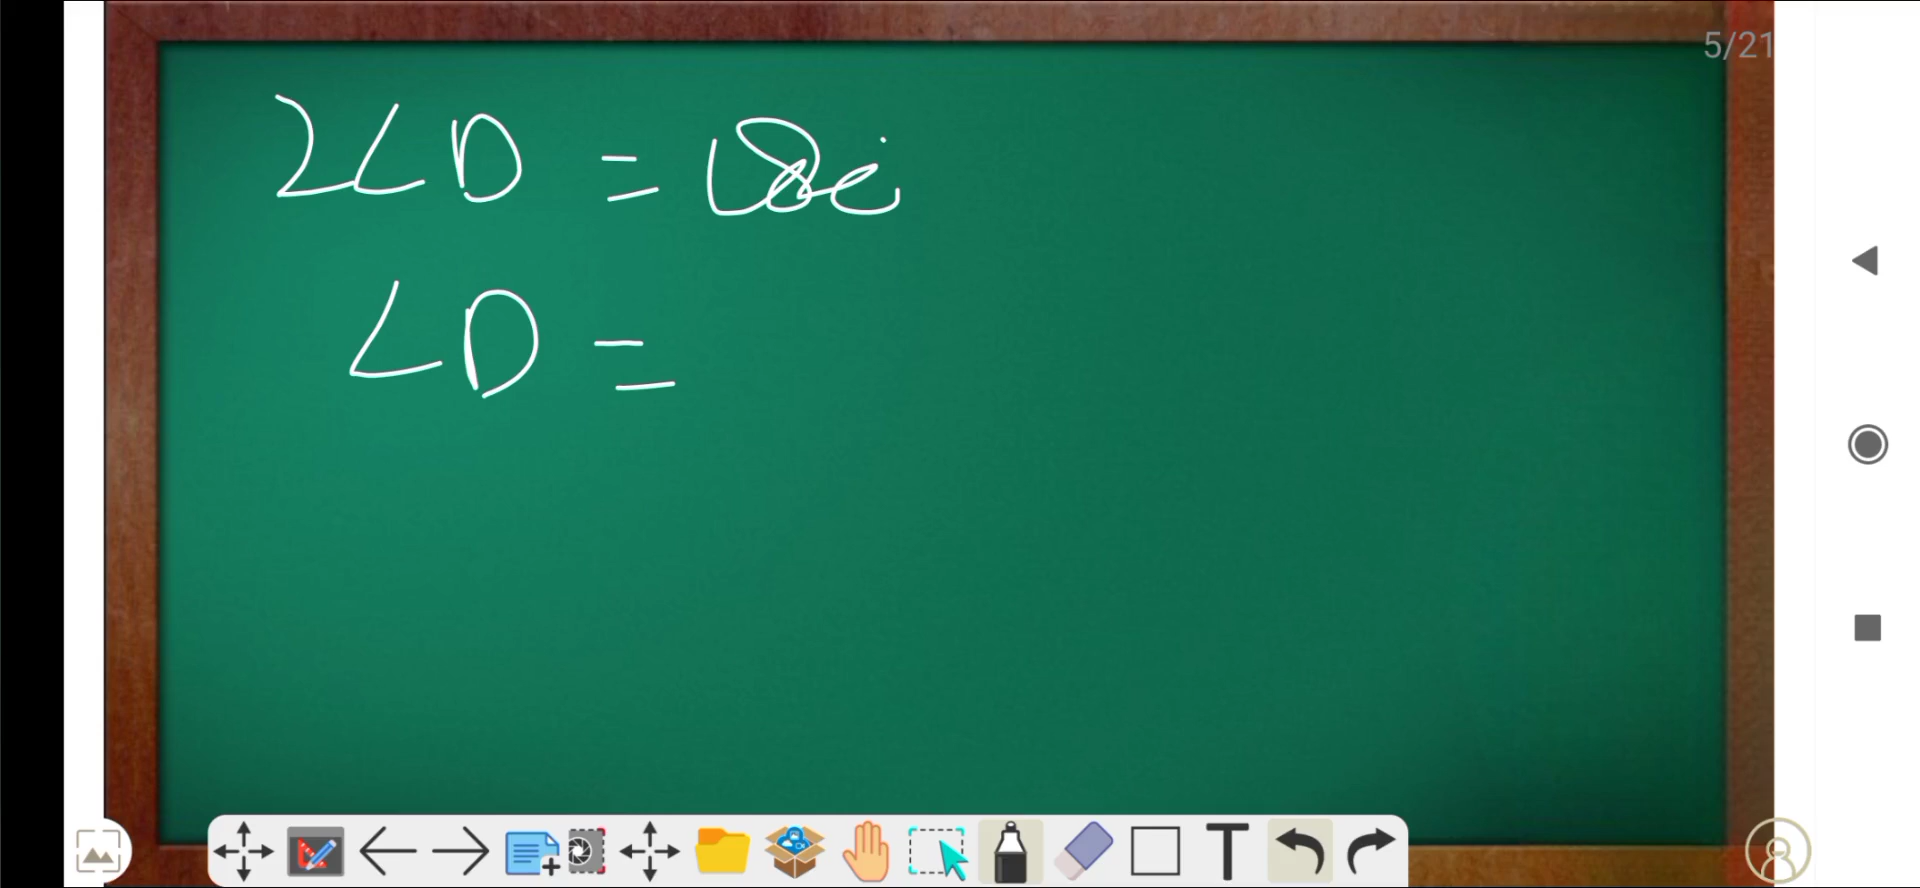 5/21
2∠D =
∠D =
T